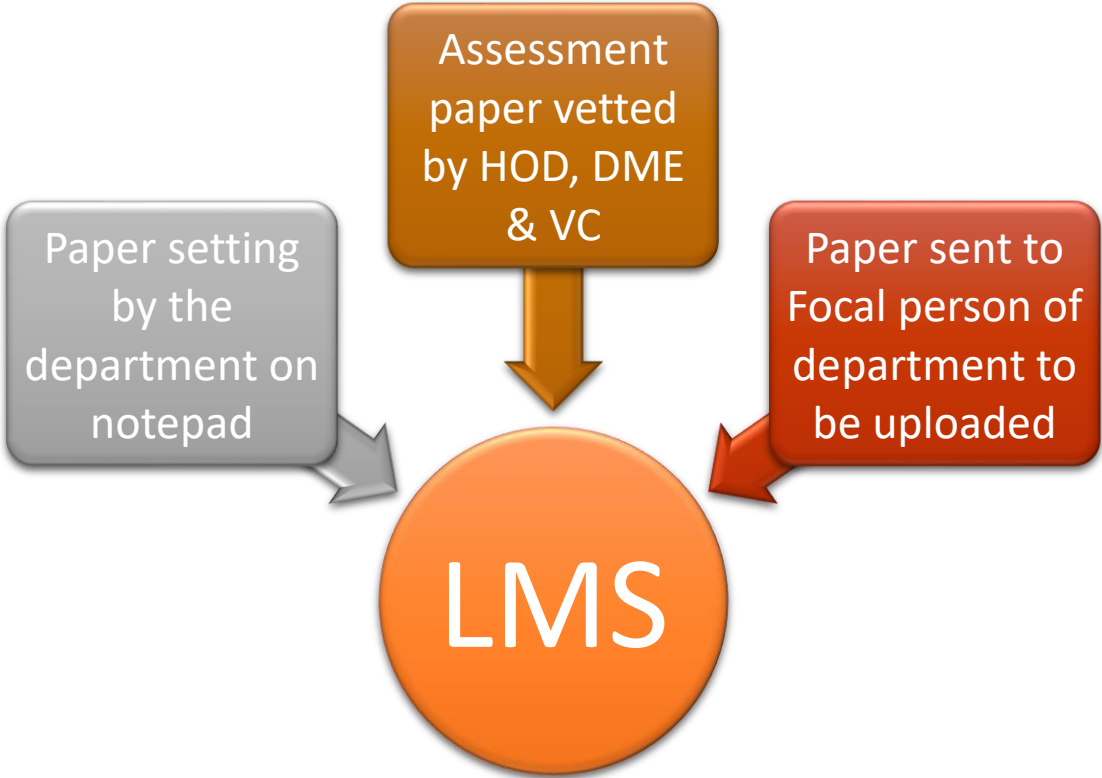 Assessment
paper vetted
by HOD, DME
& VC
Paper setting
by the
department on
notepad
Paper sent to
Focal person of
department to
be uploaded
LMS